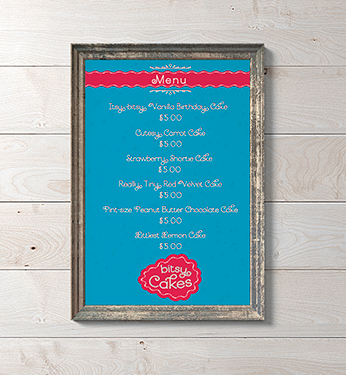 Menu
Itsy-bitsy Vanilla Birthday Cake
$5.00
Cutesy Carrot Cake
$5.00
Strawberry Shortie Cake
$5.00
Really Tiny Red Velvet Cake
$5.00
Pint-size Peanut Butter Chocolate Cake
$5.00
Littlest Lemon Cake
$5.00
bitsy
Cakes